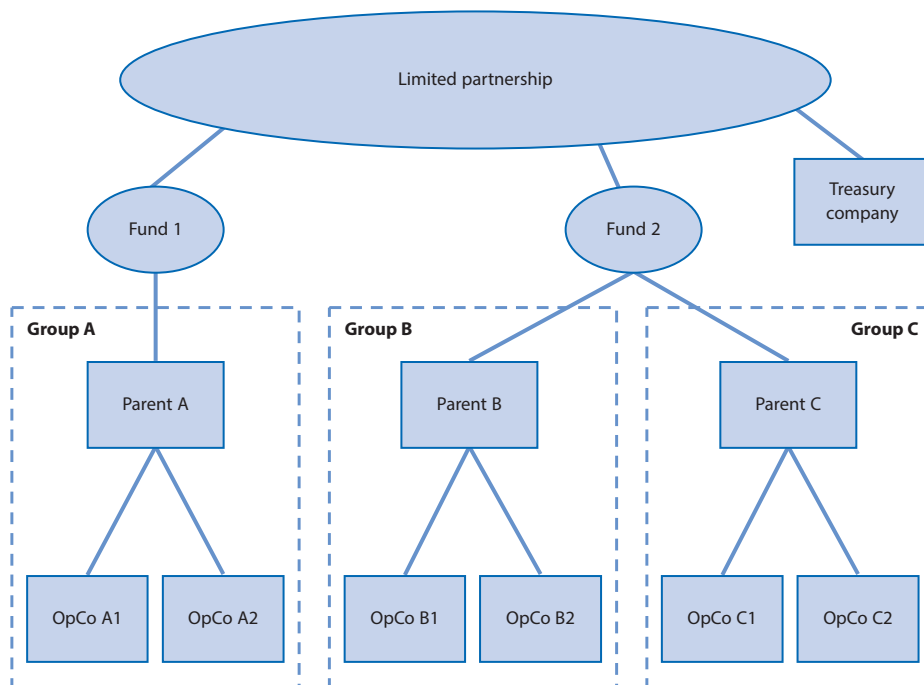 Limited partnership
Fund 1
Fund 2
Treasury
company
Group A
Group B
Group C
Parent A
Parent B
Parent C
OpCo A1
OpCo A2
OpCo B1
OpCo B2
OpCo C1
OpCo C2